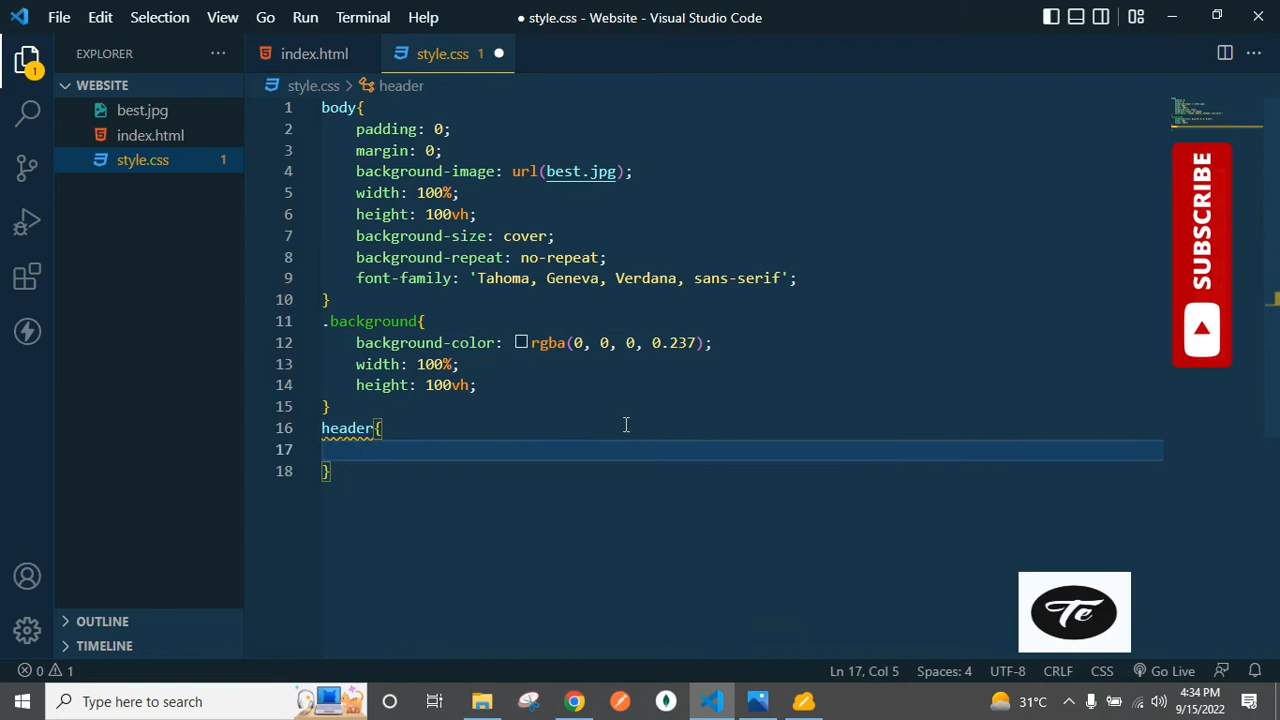 File Edit Selection View Go Run Terminal Help ● style.css - Website - Visual Studio Code
EXPLORER ···
index.html
style.css 1 ●
WEBSITE
best.jpg
index.html
style.css 1
style.css > header
1 body{
2 padding: 0;
3 margin: 0;
4 background-image: url(best.jpg);
5 width: 100%;
6 height: 100vh;
7 background-size: cover;
8 background-repeat: no-repeat;
9 font-family: 'Tahoma, Geneva, Verdana, sans-serif';
10 }
11 .background{
12 background-color: rgba(0, 0, 0, 0.237);
13 width: 100%;
14 height: 100vh;
15 }
16 header{
17
18 }
SUBSCRIBE
Te
1
OUTLINE
TIMELINE
0 1
Ln 17, Col 5 Spaces: 4 UTF-8 CRLF CSS Go Live
Type here to search
31°C
4:34 PM
9/15/2022